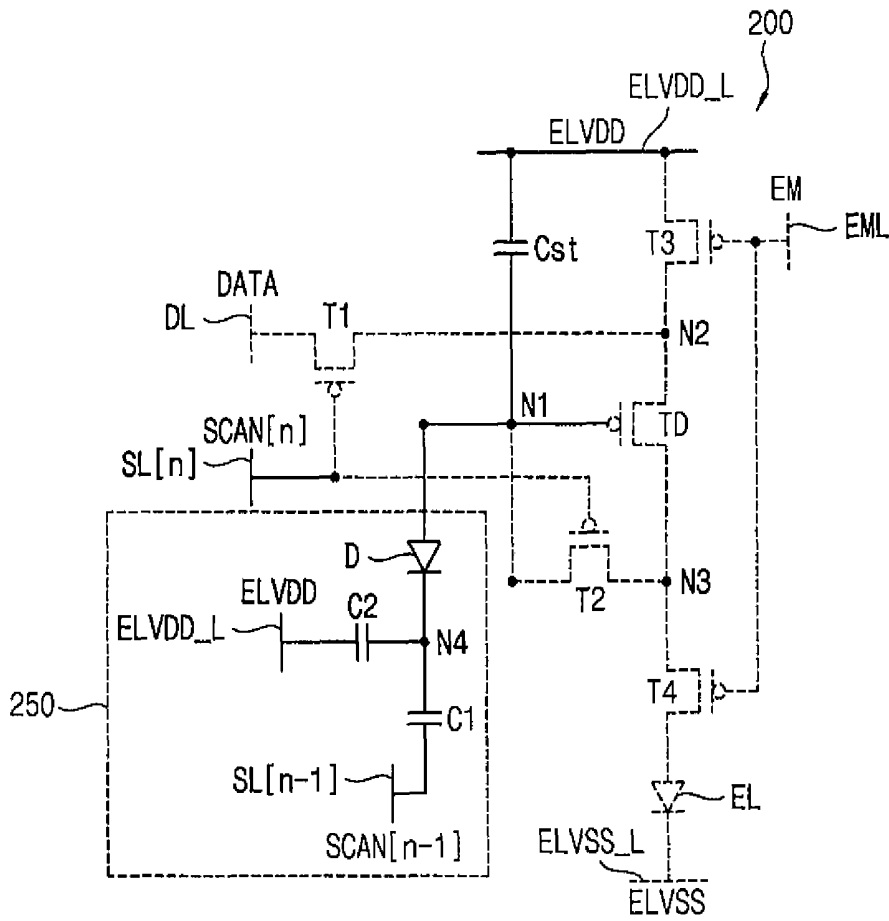 200
ELVDD_L
ELVDD
EM
EML
T3
Cst
DATA
DL
T1
N2
N1
TD
SCAN[n]
SL[n]
D
ELVDD
C2
T2
N3
ELVDD_L
N4
T4
250
C1
SL[n-1]
EL
SCAN[n-1]
ELVSS_L
ELVSS